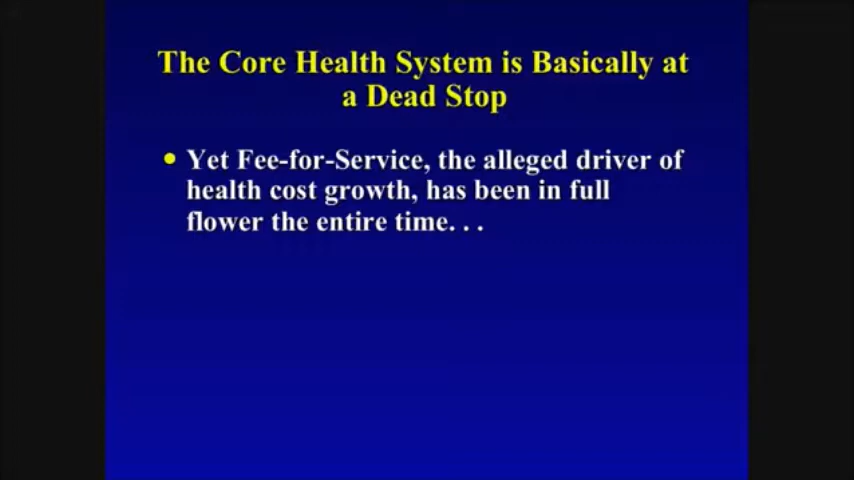 The Core Health System is Basically at
a Dead Stop
• Yet Fee-for-Service, the alleged driver of
health cost growth, has been in full
flower the entire time. . .